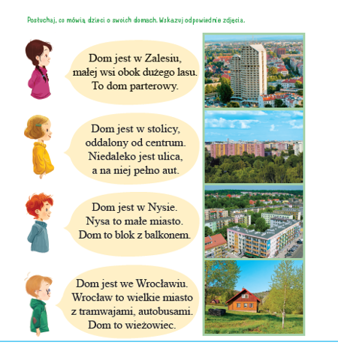 Posłuchaj, co mówią dzieci o swoich domach. Wskazuj odpowiednie zdjęcia.
Dom jest w Zalesiu,
małej wsi obok dużego lasu.
To dom parterowy.
Dom jest w stolicy,
oddalony od centrum.
Niedaleko jest ulica,
a na niej pełno aut.
Dom jest w Nysie.
Nysa to małe miasto.
Dom to blok z balkonem.
Dom jest we Wrocławiu.
Wrocław to wielkie miasto
z tramwajami, autobusami.
Dom to wieżowiec.